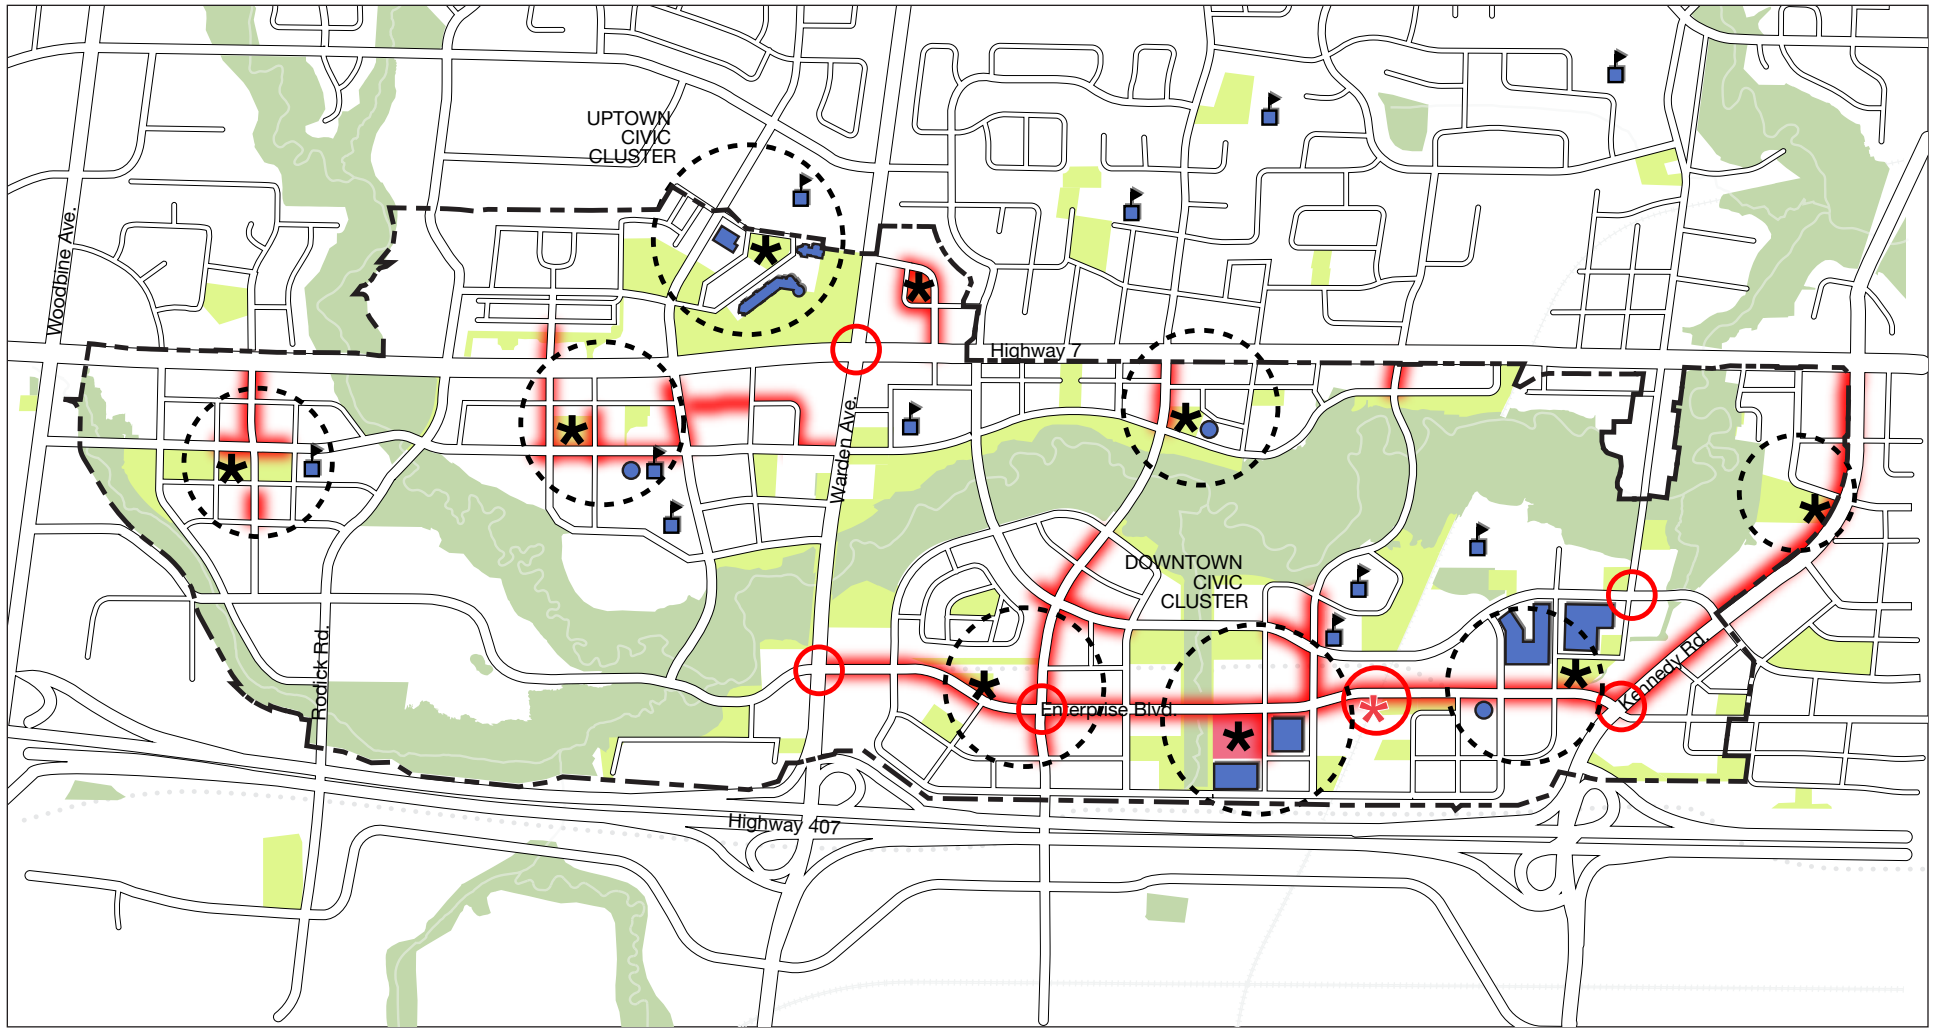 UPTOWN
CIVIC
CLUSTER
Woodbine Ave.
Highway 7
Warden Ave.
DOWNTOWN
CIVIC
CLUSTER
Rodick Rd.
Kennedy Rd.
Enterprise Blvd.
Highway 407